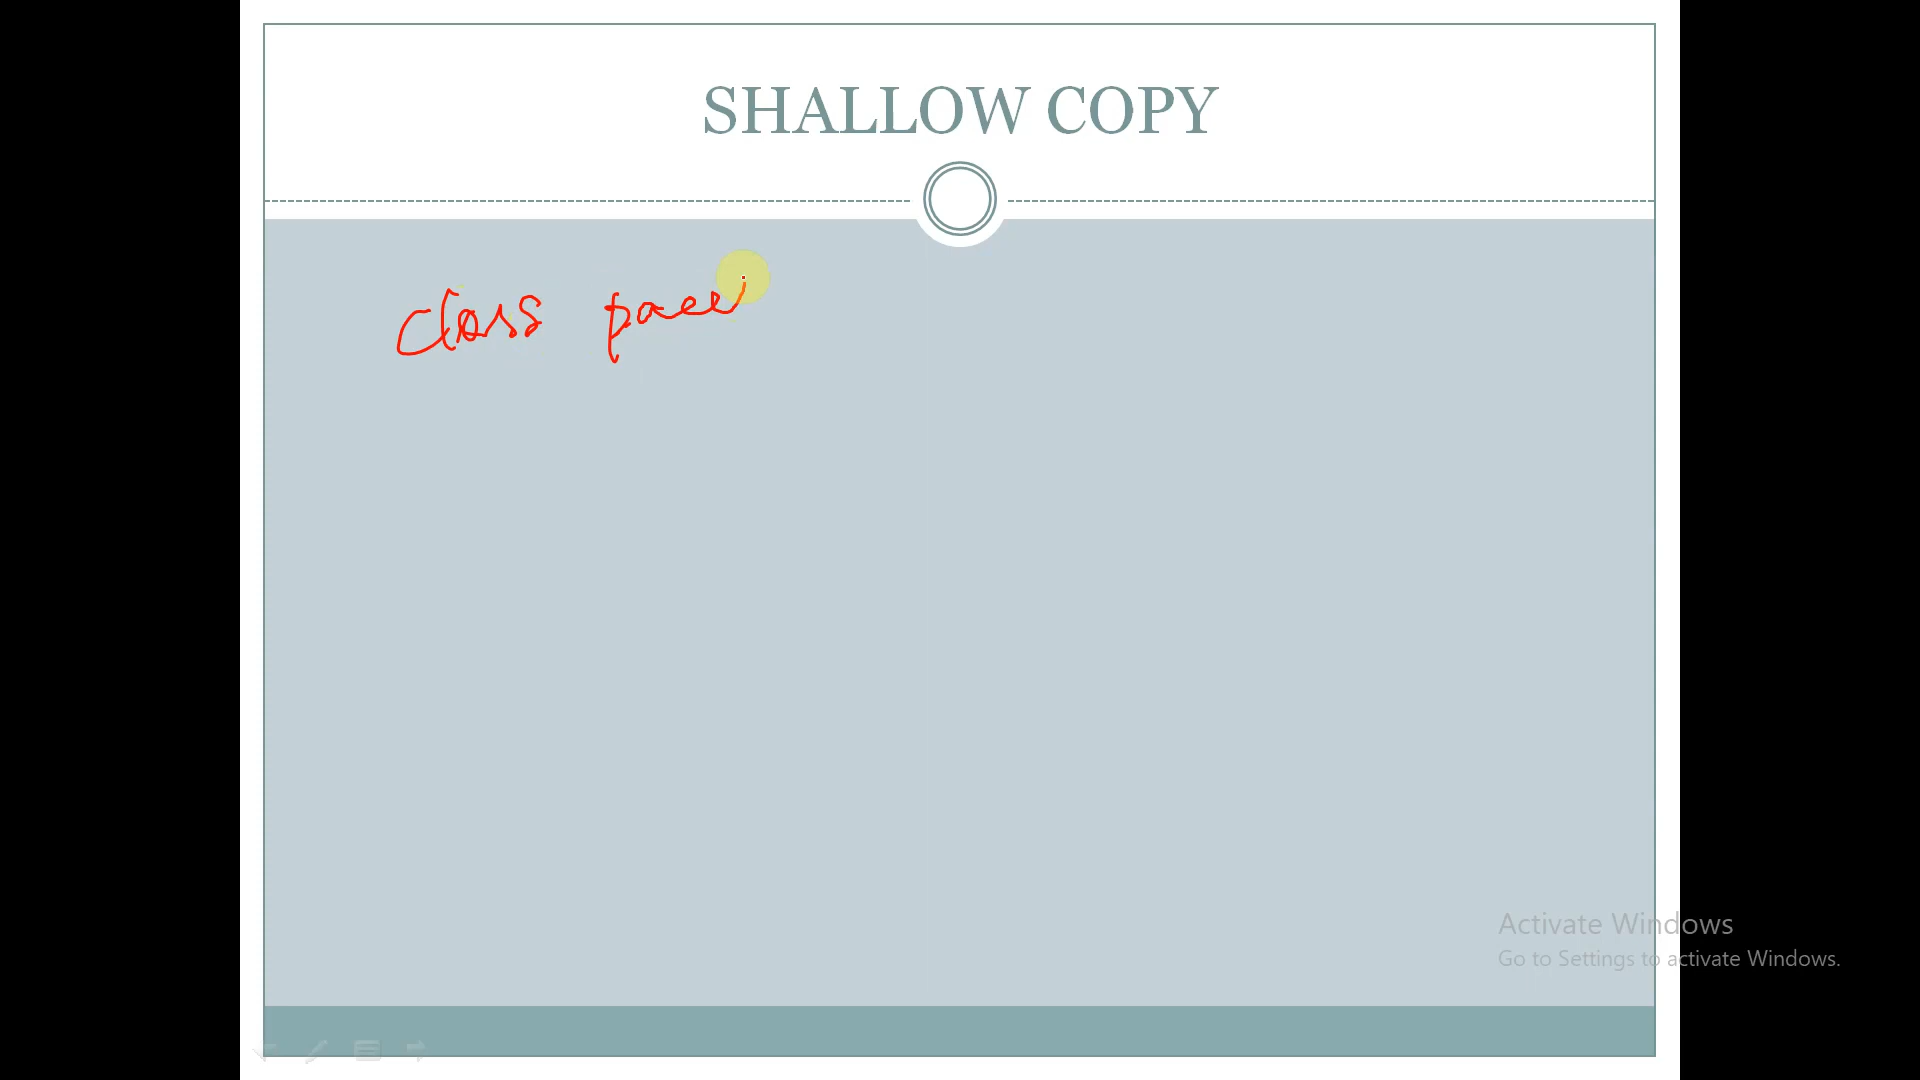 SHALLOW COPY
class
Activate Windows
Go to Settings to activate Windows.